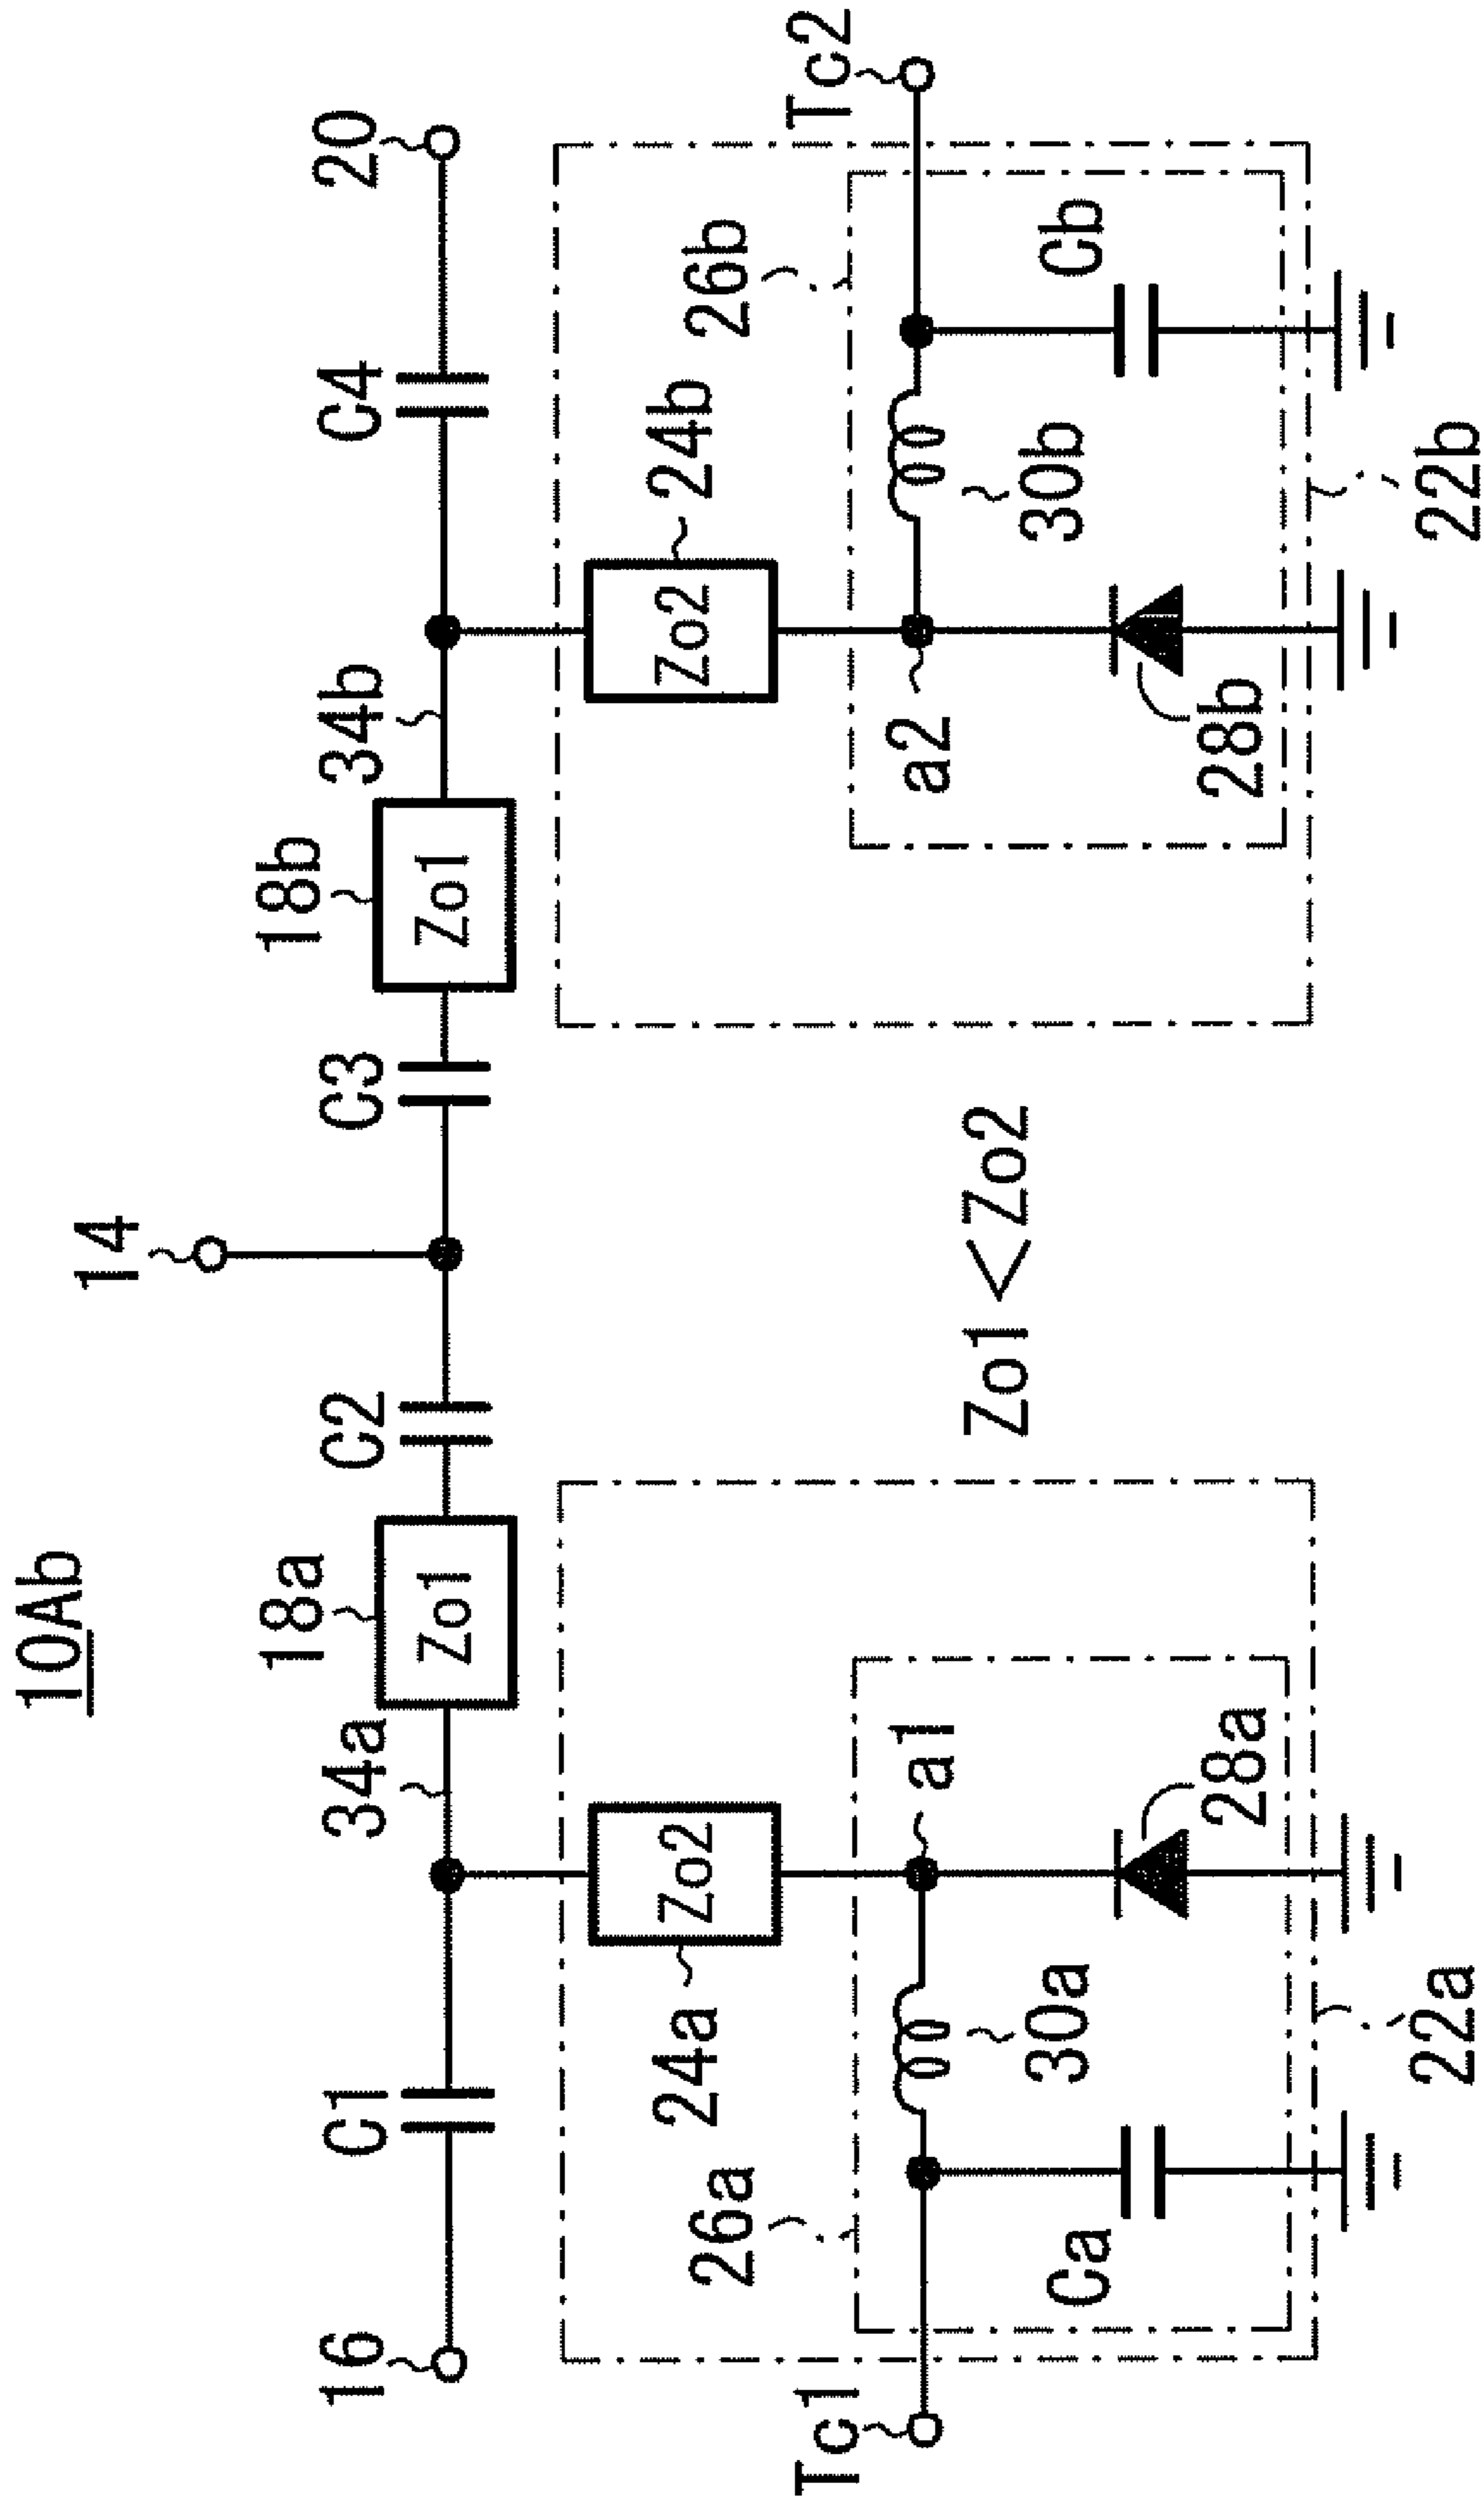 10Ab
14
16
C1
34a
18a
Zo1
C2
C3
18b
Zo1
34b
C4
20
26a
24a
Zo2
Zo2
24b
26b
Tc1
a1
a2
Tc2
Ca
30a
28a
Zo1<Zo2
28b
30b
Cb
22a
22b